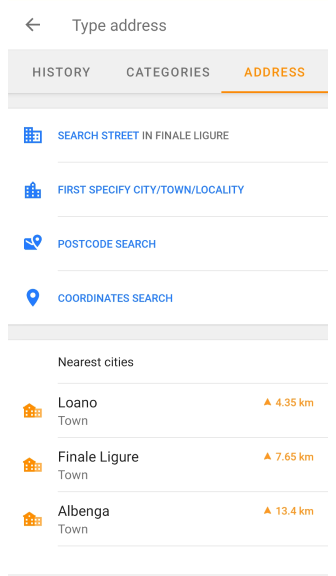 Type address
HISTORY CATEGORIES ADDRESS
SEARCH STREET IN FINALE LIGURE
FIRST SPECIFY CITY/TOWN/LOCALITY
POSTCODE SEARCH
COORDINATES SEARCH
Nearest cities
Loano 4.35 km
Town
Finale Ligure 7.65 km
Town
Albenga 13.4 km
Town